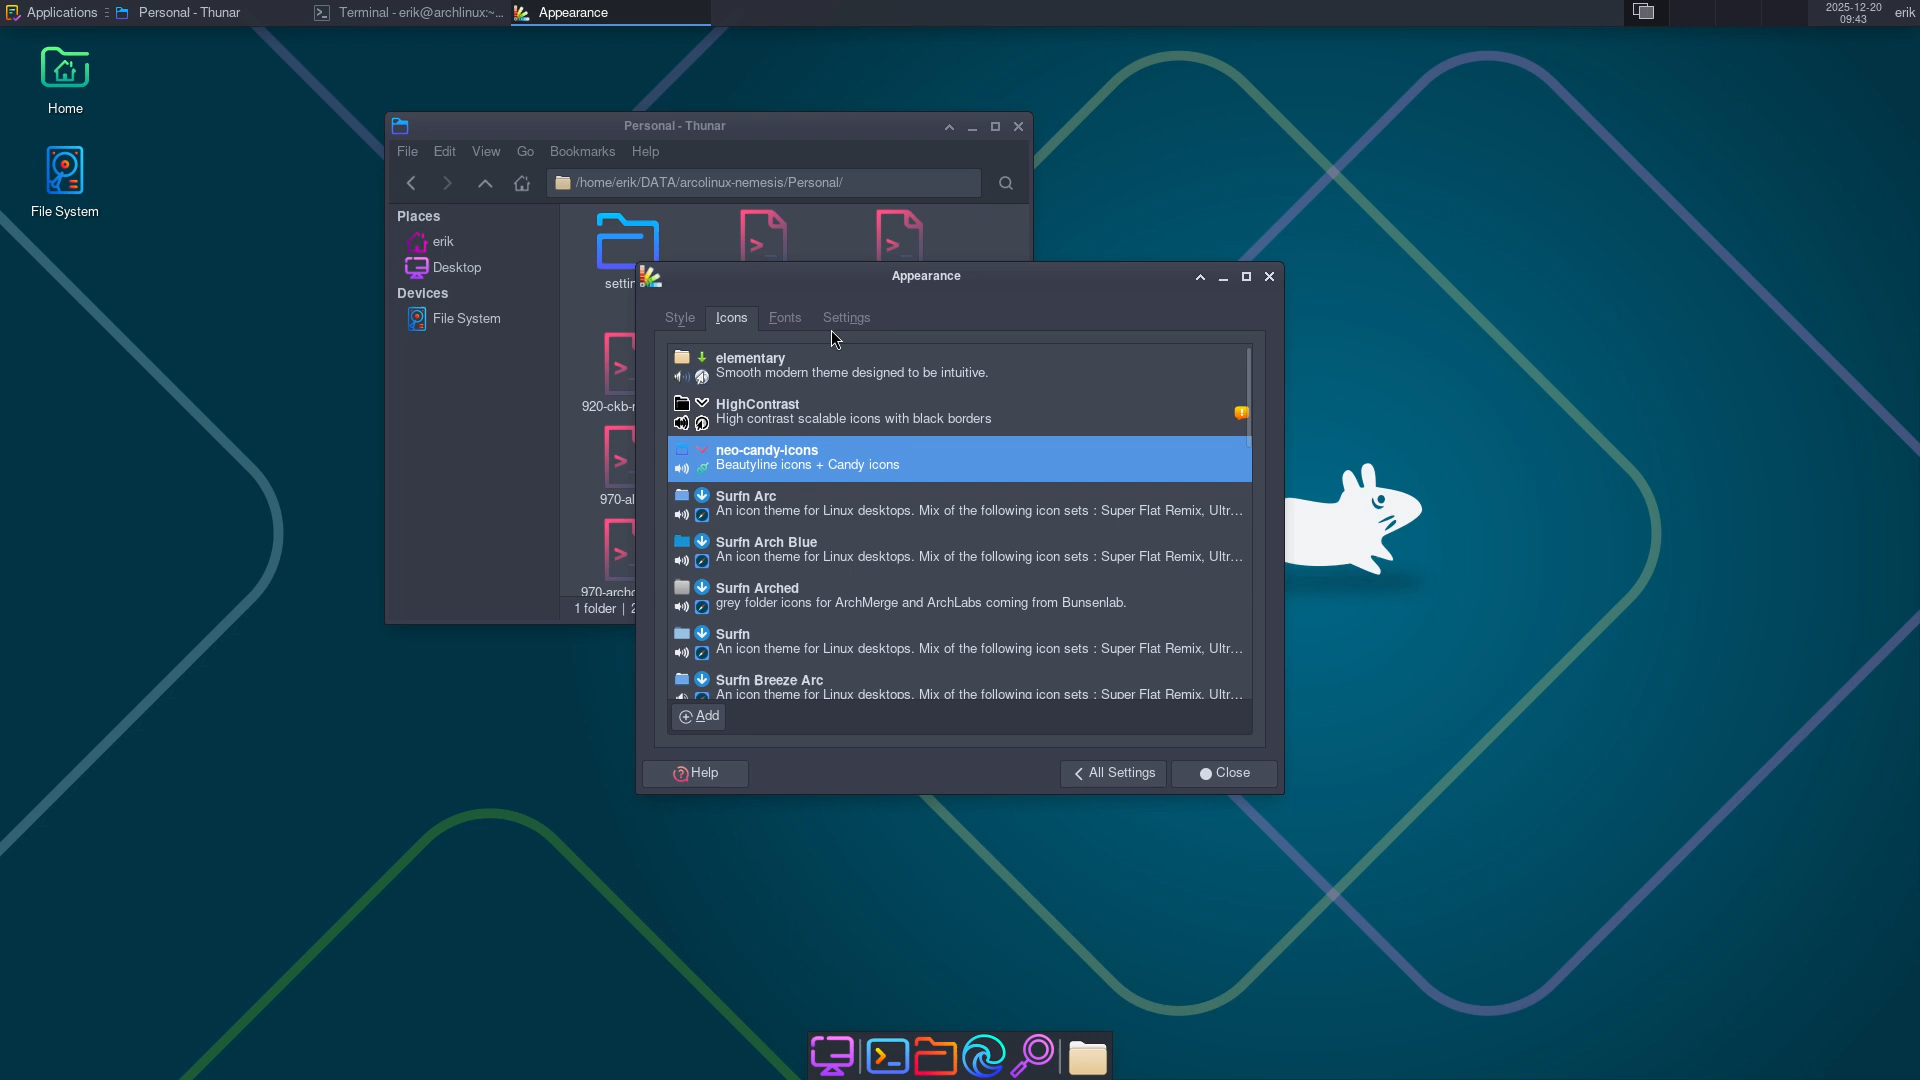 Applications
Personal - Thunar
Terminal - erik@archlinux:~...
Appearance
2025-12-20
09:43
erik
Home
File System
Personal - Thunar
File Edit View Go Bookmarks Help
/home/erik/DATA/arcolinux-nemesis/Personal/
Places
erik
Desktop
Devices
File System
settin
920-ckb-r
970-al
970-archo
1 folder | 2
Appearance
Style Icons Fonts Settings
elementary
Smooth modern theme designed to be intuitive.
HighContrast
High contrast scalable icons with black borders
neo-candy-icons
Beautyline icons + Candy icons
Surfn Arc
An icon theme for Linux desktops. Mix of the following icon sets : Super Flat Remix, Ultr...
Surfn Arch Blue
An icon theme for Linux desktops. Mix of the following icon sets : Super Flat Remix, Ultr...
Surfn Arched
grey folder icons for ArchMerge and ArchLabs coming from Bunsenlab.
Surfn
An icon theme for Linux desktops. Mix of the following icon sets : Super Flat Remix, Ultr...
Surfn Breeze Arc
An icon theme for Linux desktops. Mix of the following icon sets : Super Flat Remix, Ultr...
Add
Help
All Settings
Close